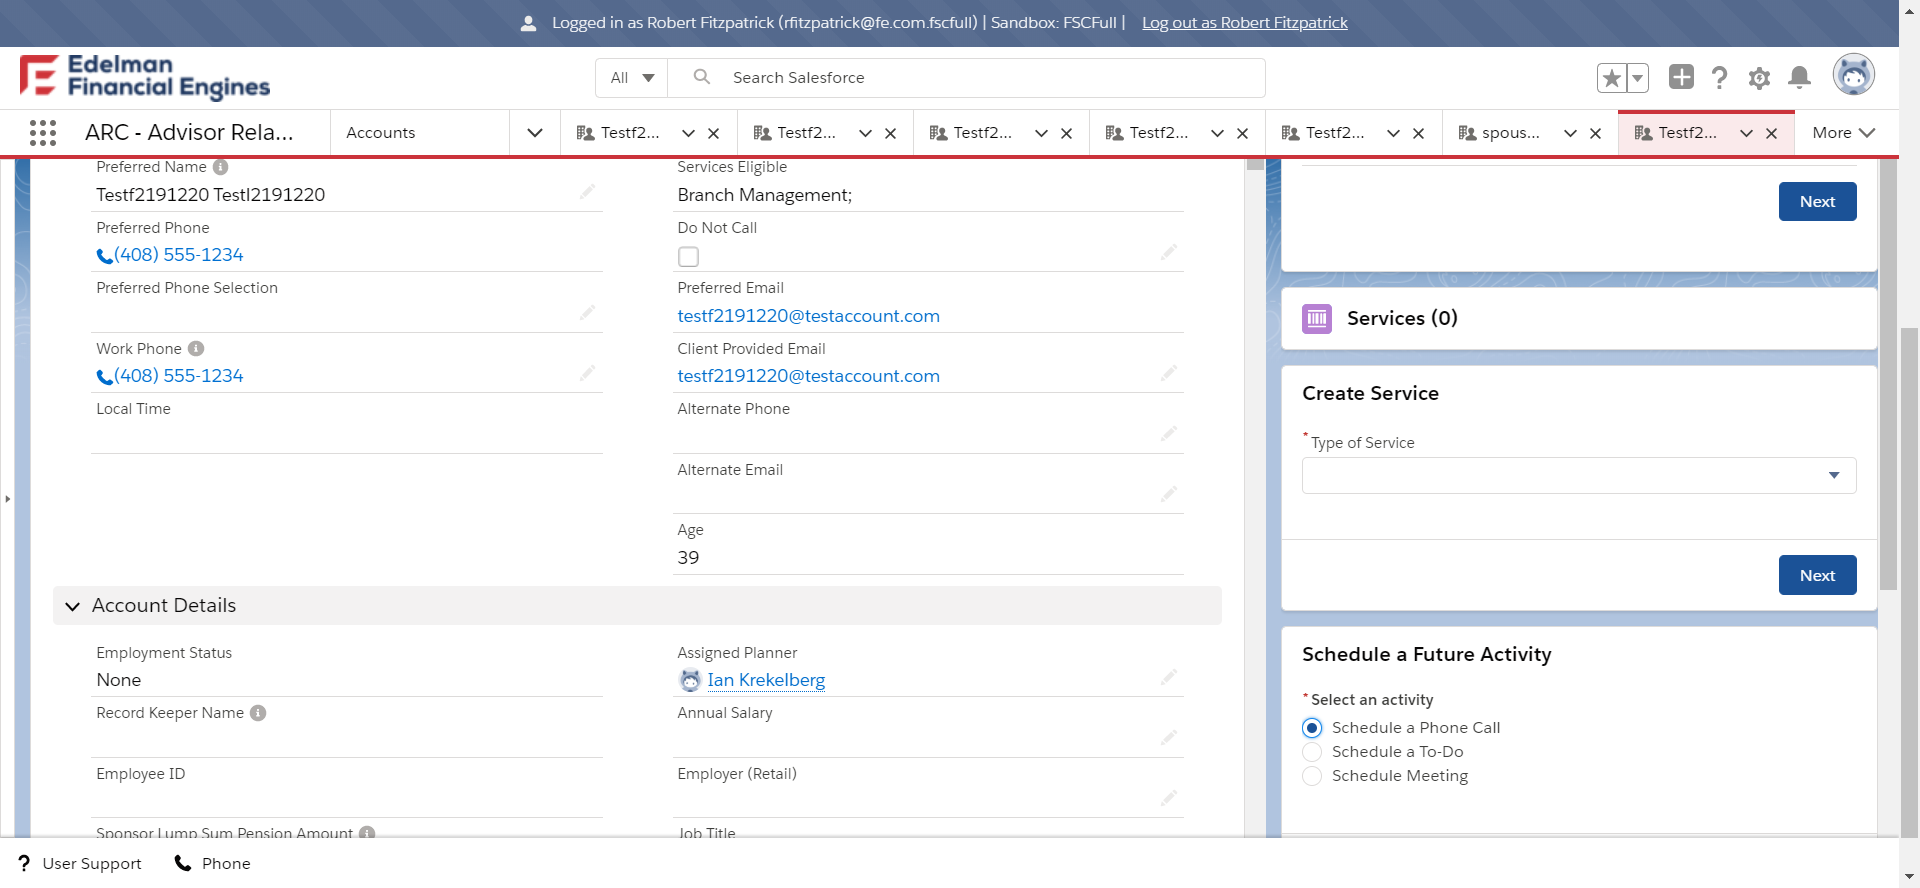 Logged in as Robert Fitzpatrick (rfitzpatrick@fe.com.fscfull) | Sandbox: FSCFull | Log out as Robert Fitzpatrick
Edelman
Financial Engines
All
Search Salesforce
ARC - Advisor Rela...
Accounts
Testf2...
Testf2...
Testf2...
Testf2...
Testf2...
spous...
Testf2...
More
Preferred Name
Testf2191220 Testl2191220
Services Eligible
Branch Management;
Preferred Phone
(408) 555-1234
Do Not Call
Preferred Phone Selection
Preferred Email
testf2191220@testaccount.com
Work Phone
(408) 555-1234
Client Provided Email
testf2191220@testaccount.com
Local Time
Alternate Phone
Alternate Email
Age
39
Account Details
Employment Status
None
Assigned Planner
Ian Krekelberg
Record Keeper Name
Annual Salary
Employee ID
Employer (Retail)
Sponsor Lump Sum Pension Amount
Job Title
Next
Services (0)
Create Service
*Type of Service
Next
Schedule a Future Activity
*Select an activity
Schedule a Phone Call
Schedule a To-Do
Schedule Meeting
User Support
Phone